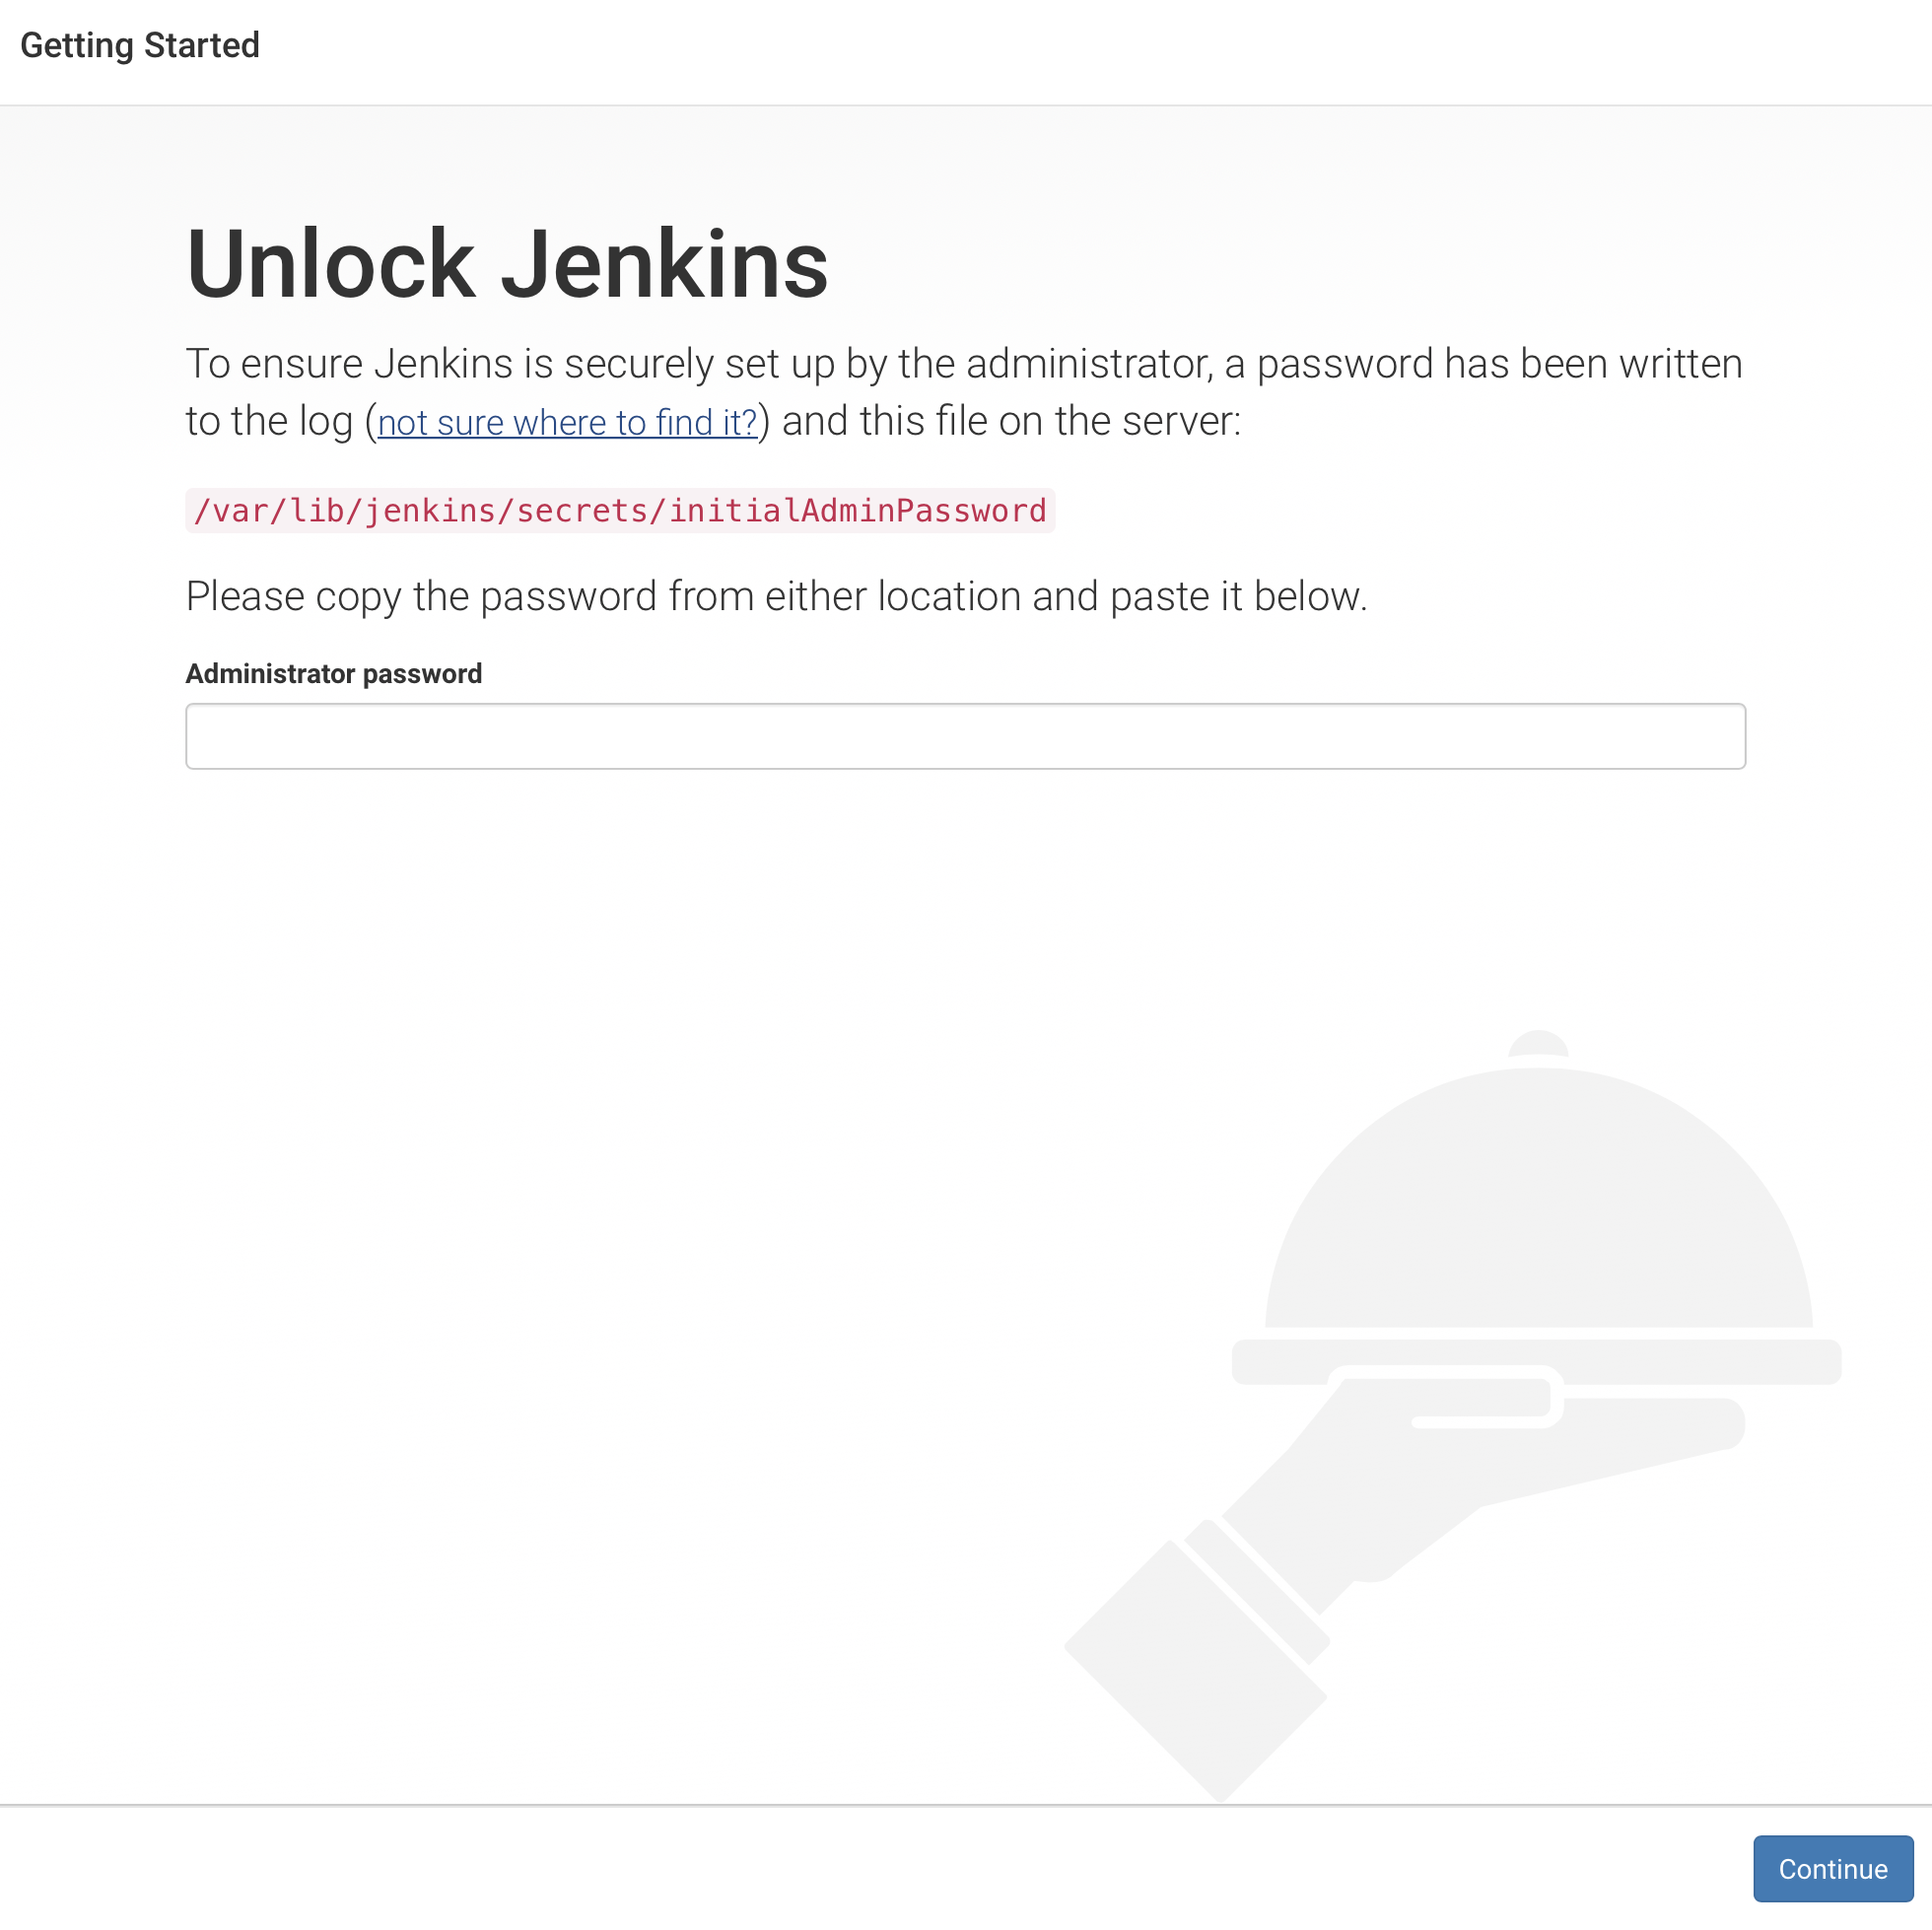 Getting Started
Unlock Jenkins
To ensure Jenkins is securely set up by the administrator, a password has been written
to the log (not sure where to find it?) and this file on the server:
/var/lib/jenkins/secrets/initialAdminPassword
Please copy the password from either location and paste it below.
Administrator password
Continue